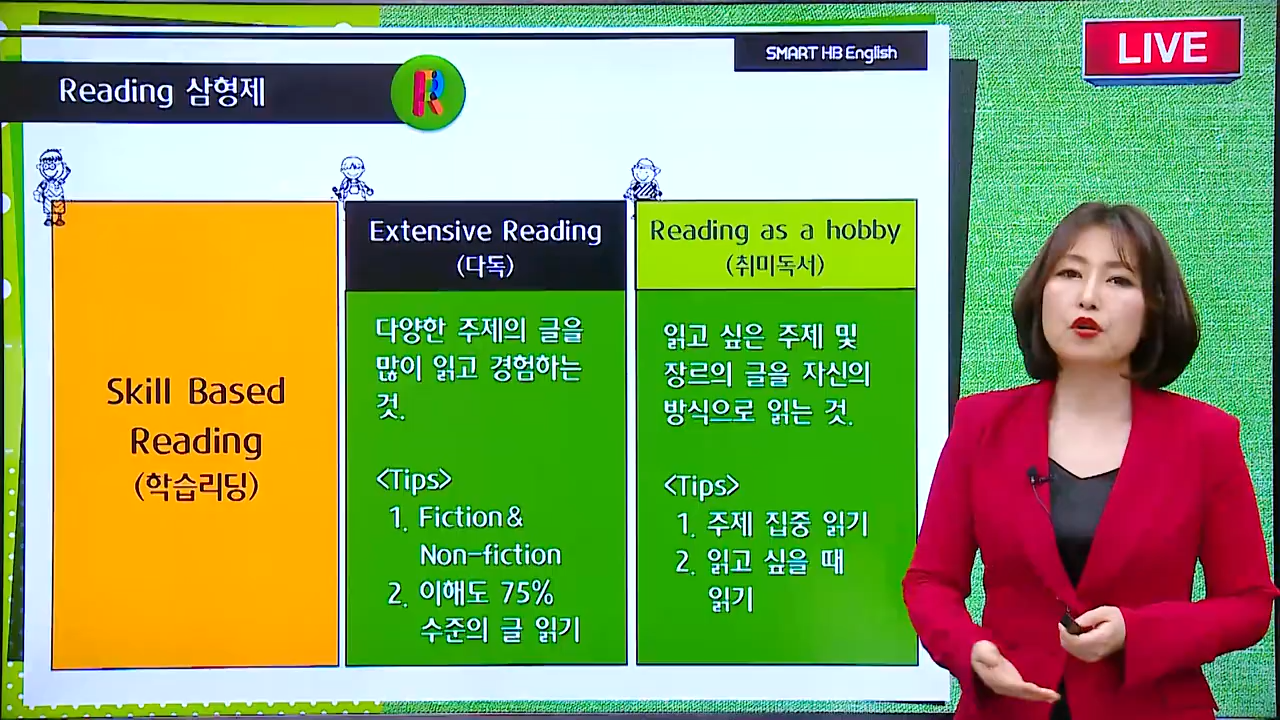 SMART HB English
LIVE
Reading 삼형제
R
Skill Based
Reading
(학습리딩)
Extensive Reading
(다독)
다양한 주제의 글을
많이 읽고 경험하는
것.
<Tips>
1. Fiction&
Non-fiction
2. 이해도 75%
수준의 글 읽기
Reading as a hobby
(취미독서)
읽고 싶은 주제 및
장르의 글을 자신의
방식으로 읽는 것.
<Tips>
1. 주제 집중 읽기
2. 읽고 싶을 때
읽기